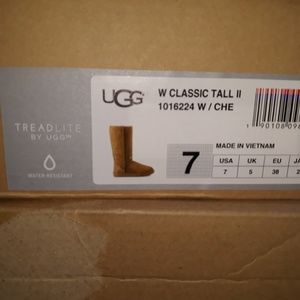 UGG
W CLASSIC TALL II
1016224 W / CHE
TREADLITE
BY UGG™
WATER-RESISTANT
7
MADE IN VIETNAM
USA UK EU
7 5 38